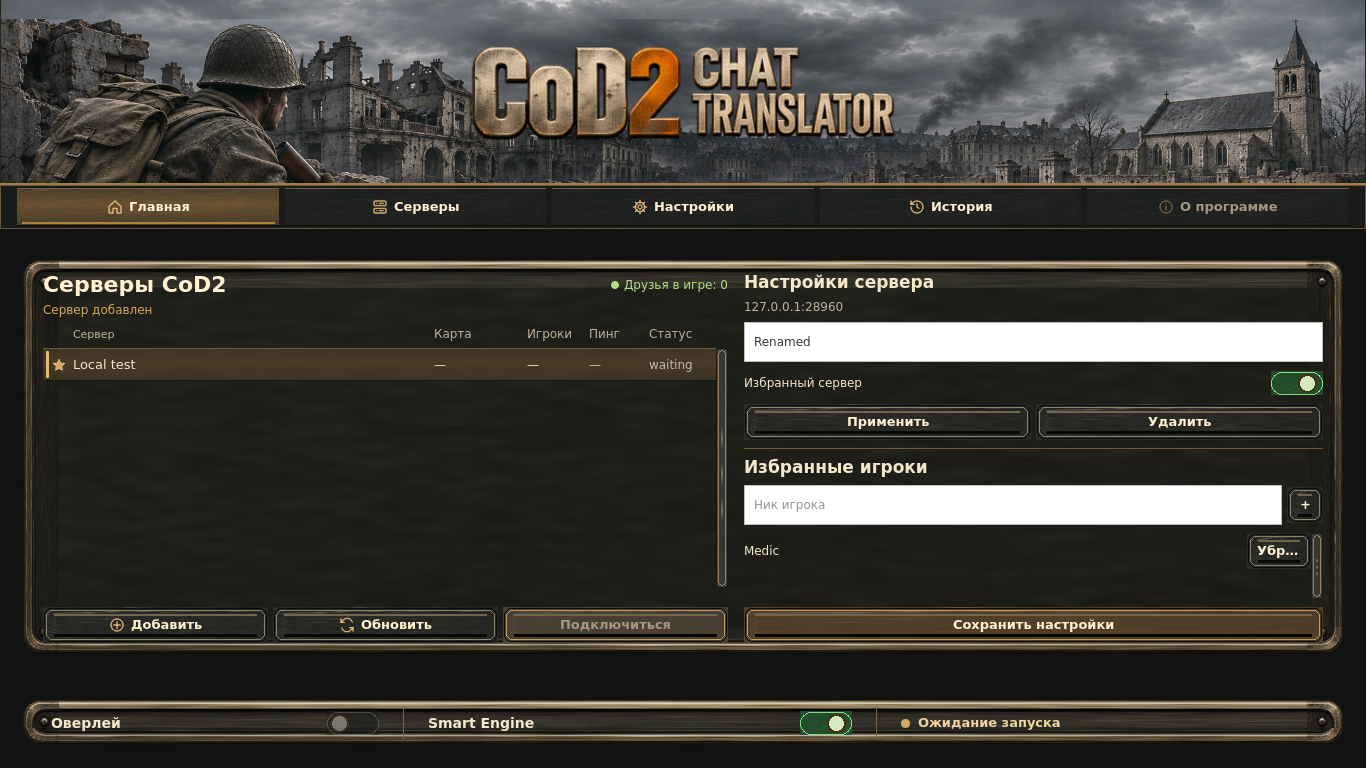 CoD2 CHAT TRANSLATOR
Главная
Серверы
Настройки
История
О программе
Серверы CoD2
Друзья в игре: 0
Сервер добавлен
Сервер Карта Игроки Пинг Статус
Local test — — — waiting
Добавить
Обновить
Подключиться
Настройки сервера
127.0.0.1:28960
Renamed
Избранный сервер
Применить
Удалить
Избранные игроки
Ник игрока
+
Medic
Убр...
Сохранить настройки
Оверлей
Smart Engine
Ожидание запуска